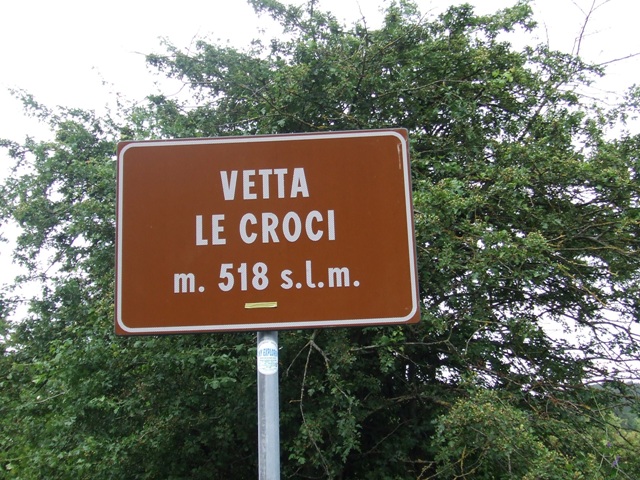 VETTA
LE CROCI
m. 518 s.l.m.